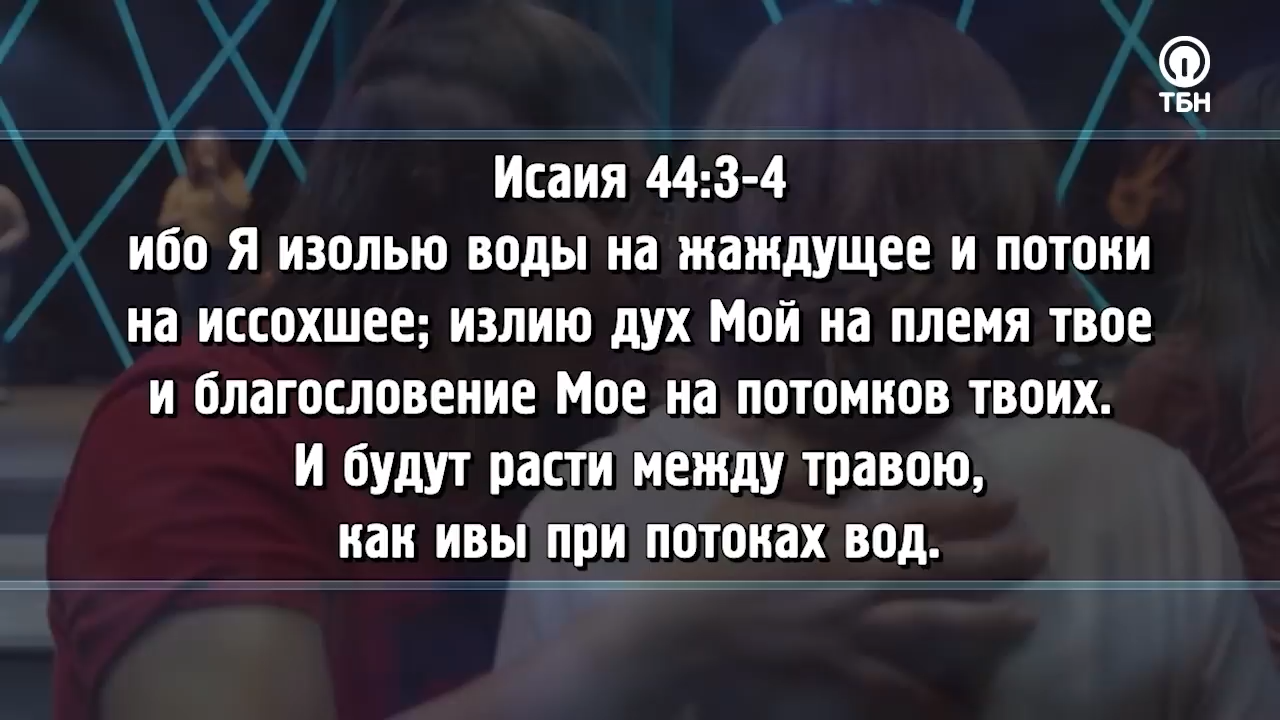 ТБН
Исаия 44:3-4
ибо Я изолью воды на жаждущее и потоки
на иссохшее; излию дух Мой на племя твое
и благословение Мое на потомков твоих.
И будут расти между травою,
как ивы при потоках вод.